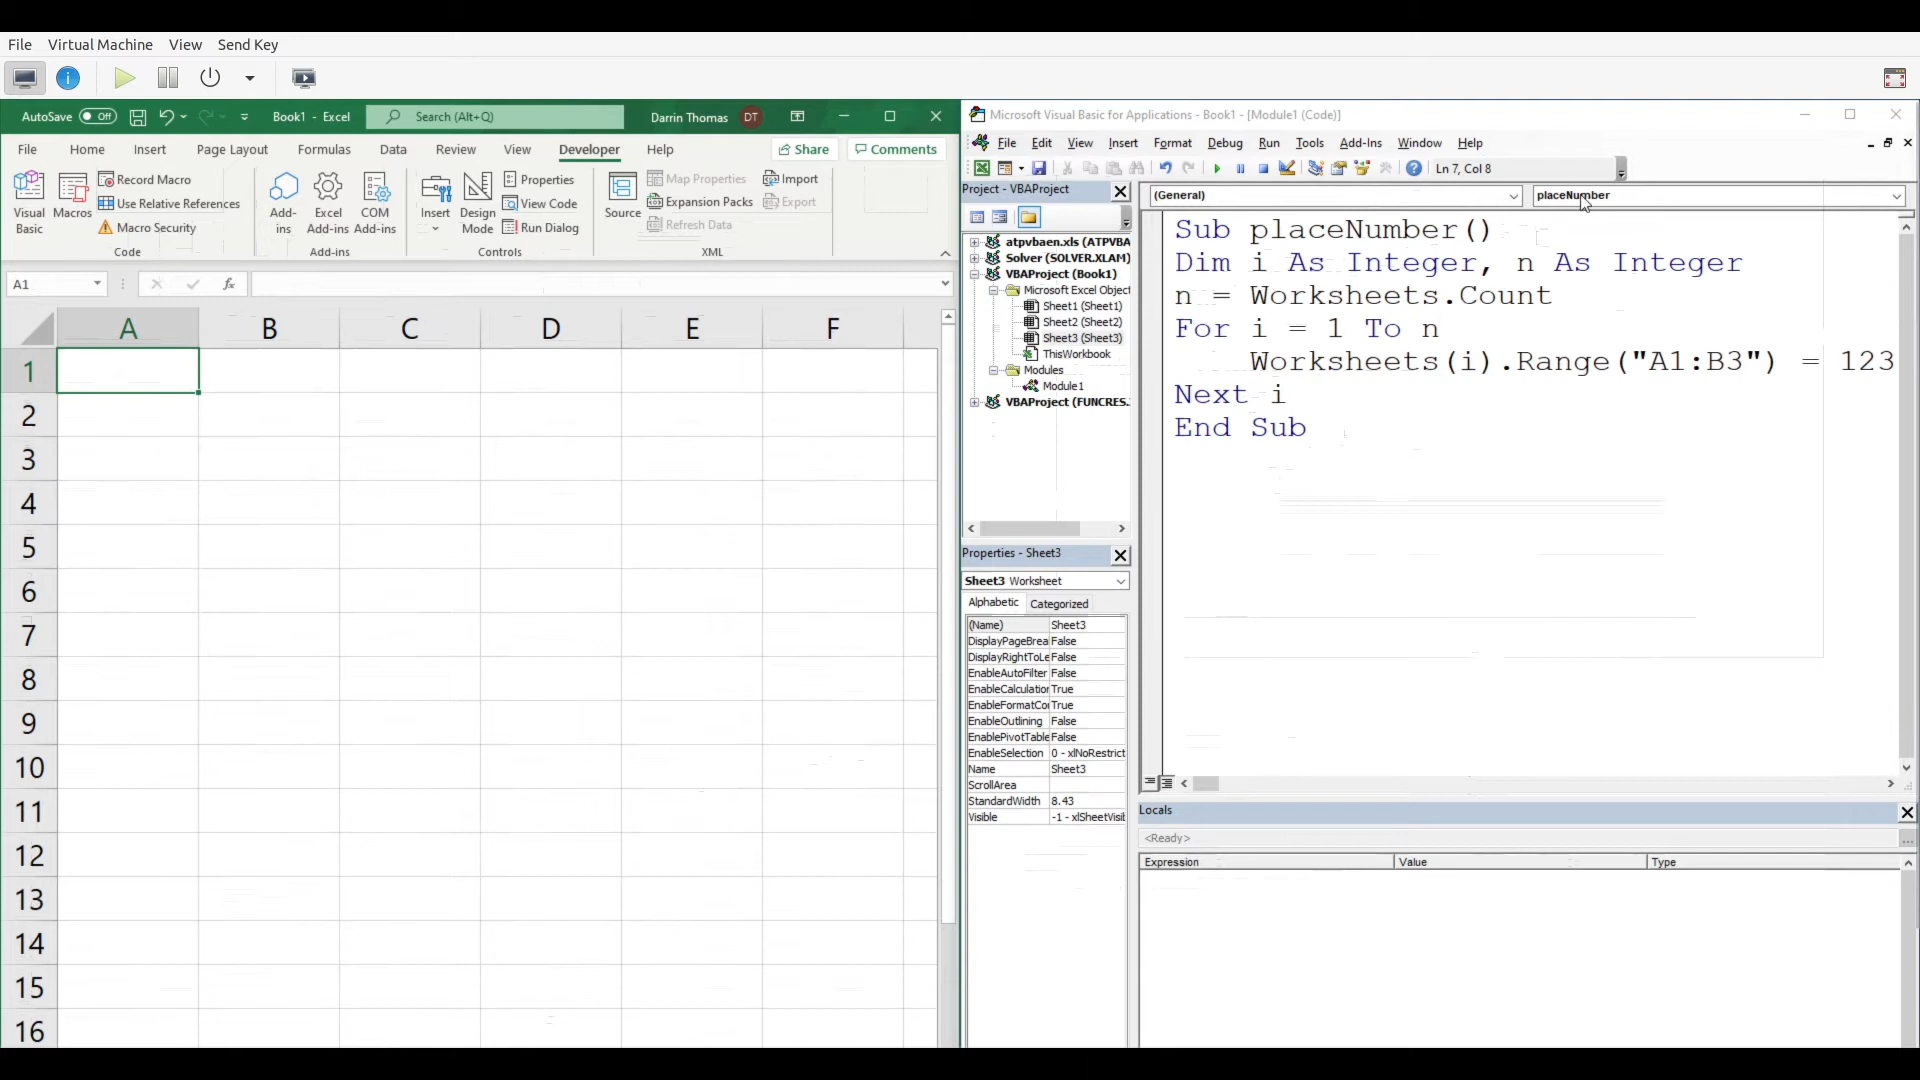 File Virtual Machine View Send Key
AutoSave Off Book1 - Excel Search (Alt+Q) Darrin Thomas DT
File Home Insert Page Layout Formulas Data Review View Developer Help Share Comments
Visual Basic
Macros
Record Macro
Use Relative References
Macro Security
Code
Add-ins
Excel Add-ins
COM Add-ins
Add-ins
Insert
Design Mode
Properties
View Code
Run Dialog
Controls
Source
Map Properties
Expansion Packs
Refresh Data
Import
Export
XML
A1 fx
A B C D E F
1
2
3
4
5
6
7
8
9
10
11
12
13
14
15
16
Microsoft Visual Basic for Applications - Book1 - [Module1 (Code)]
File Edit View Insert Format Debug Run Tools Add-Ins Window Help
Ln 7, Col 8
Project - VBAProject
atpvbaen.xls (ATPVBA
Solver (SOLVER.XLAM)
VBAProject (Book1)
Microsoft Excel Object
Sheet1 (Sheet1)
Sheet2 (Sheet2)
Sheet3 (Sheet3)
ThisWorkbook
Modules
Module1
VBAProject (FUNCRES.
Properties - Sheet3
Sheet3 Worksheet
Alphabetic Categorized
(Name) Sheet3
DisplayPageBrea False
DisplayRightToLe False
EnableAutoFilter False
EnableCalculation True
EnableFormatCo True
EnableOutlining False
EnablePivotTable False
EnableSelection 0 - xlNoRestrict
Name Sheet3
ScrollArea
StandardWidth 8.43
Visible -1 - xlSheetVisib
(General) placeNumber
Sub placeNumber()
Dim i As Integer, n As Integer
n = Worksheets.Count
For i = 1 To n
Worksheets(i).Range("A1:B3") = 123
Next i
End Sub
Locals
<Ready>
Expression Value Type